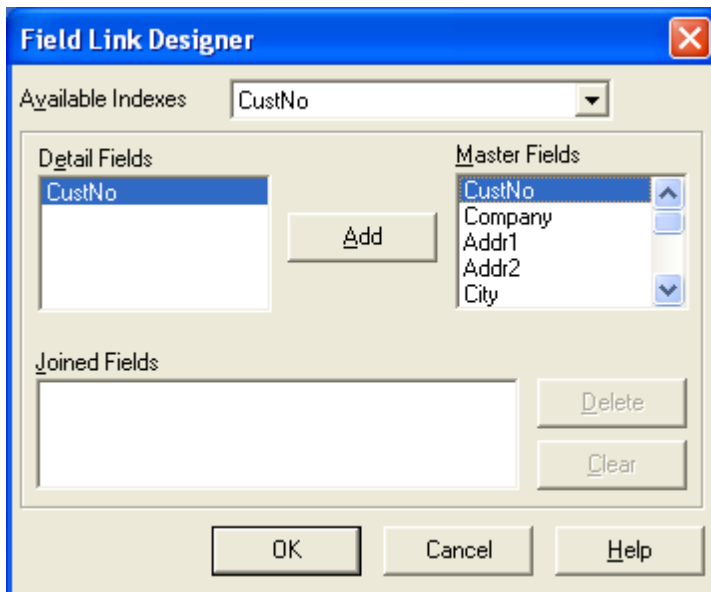 Field Link Designer
Available Indexes
CustNo
Detail Fields
CustNo
Add
Master Fields
CustNo
Company
Addr1
Addr2
City
Joined Fields
Delete
Clear
OK
Cancel
Help